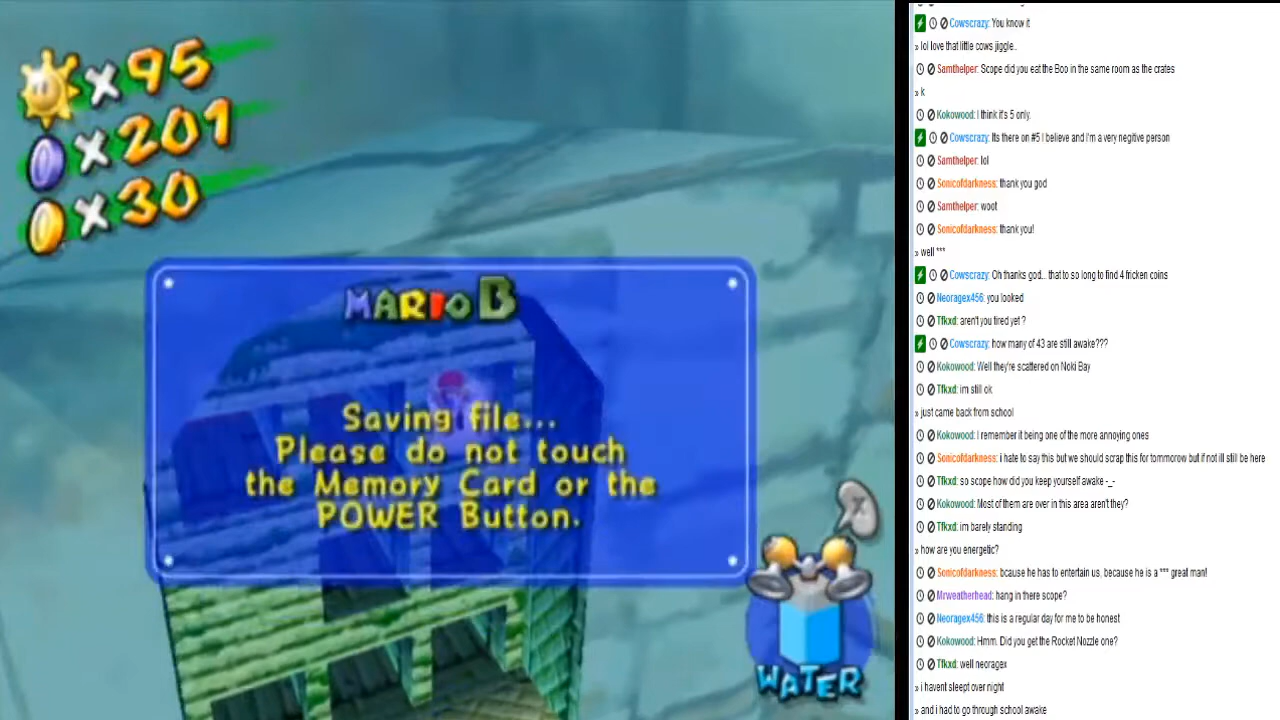 x 95
x 201
x 30
MARIO B
Saving file...
Please do not touch
the Memory Card or the
POWER Button.
X
WATER
Cowscrazy: You know it
» lol love that little cows jiggle..
Samthelper: Scope did you eat the Boo in the same room as the crates
» k
Kokowood: I think it's 5 only.
Cowscrazy: Its there on #5 I believe and I'm a very negitive person
Samthelper: lol
Sonicofdarkness: thank you god
Samthelper: woot
Sonicofdarkness: thank you!
» well ***
Cowscrazy: Oh thanks god.. that to so long to find 4 fricken coins
Neoragex456: you looked
Tfkxd: aren't you tired yet ?
Cowscrazy: how many of 43 are still awake???
Kokowood: Well they're scattered on Noki Bay
Tfkxd: im still ok
» just came back from school
Kokowood: I remember it being one of the more annoying ones
Sonicofdarkness: i hate to say this but we should scrap this for tommorow but if not ill still be here
Tfkxd: so scope how did you keep yourself awake -_-
Kokowood: Most of them are over in this area aren't they?
Tfkxd: im barely standing
» how are you energetic?
Sonicofdarkness: bcause he has to entertain us, because he is a *** great man!
Mrweatherhead: hang in there scope?
Neoragex456: this is a regular day for me to be honest
Kokowood: Hmm. Did you get the Rocket Nozzle one?
Tfkxd: well neoragex
» i havent sleept over night
» and i had to go through school awake